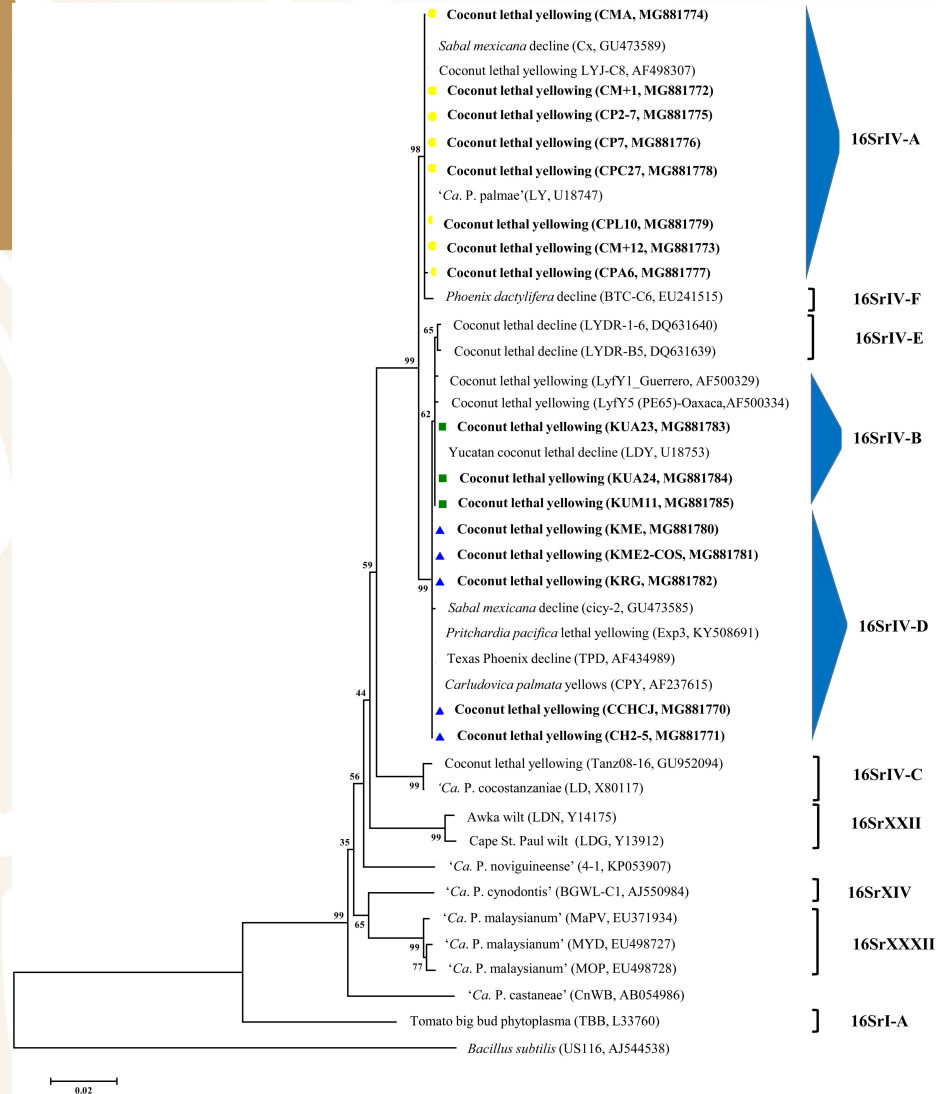 Coconut lethal yellowing (CMA, MG881774)
Sabal mexicana decline (Cx, GU473589)
Coconut lethal yellowing LYJ-C8, AF498307)
Coconut lethal yellowing (CM+1, MG881772)
Coconut lethal yellowing (CP2-7, MG881775)
16SrIV-A
Coconut lethal yellowing (CP7, MG881776)
98
Coconut lethal yellowing (CPC27, MG881778)
‘Ca. P. palmae’(LY, U18747)
Coconut lethal yellowing (CPL10, MG881779)
Coconut lethal yellowing (CM+12, MG881773)
Coconut lethal yellowing (CPA6, MG881777)
Phoenix dactylifera decline (BTC-C6, EU241515)
16SrIV-F
65
Coconut lethal decline (LYDR-1-6, DQ631640)
16SrIV-E
Coconut lethal decline (LYDR-B5, DQ631639)
99
Coconut lethal yellowing (LyfY1_Guerrero, AF500329)
Coconut lethal yellowing (LyfY5 (PE65)-Oaxaca,AF500334)
62
Coconut lethal yellowing (KUA23, MG881783)
16SrIV-B
Yucatan coconut lethal decline (LDY, U18753)
Coconut lethal yellowing (KUA24, MG881784)
Coconut lethal yellowing (KUM11, MG881785)
Coconut lethal yellowing (KME, MG881780)
Coconut lethal yellowing (KME2-COS, MG881781)
59
Coconut lethal yellowing (KRG, MG881782)
99
Sabal mexicana decline (cicy-2, GU473585)
16SrIV-D
Pritchardia pacifica lethal yellowing (Exp3, KY508691)
Texas Phoenix decline (TPD, AF434989)
Carludovica palmata yellows (CPY, AF237615)
44
Coconut lethal yellowing (CCHCJ, MG881770)
Coconut lethal yellowing (CH2-5, MG881771)
Coconut lethal yellowing (Tanz08-16, GU952094)
16SrIV-C
56
99
‘Ca. P. cocostanzaniae (LD, X80117)
Awka wilt (LDN, Y14175)
16SrXXII
99
Cape St. Paul wilt (LDG, Y13912)
35
‘Ca. P. noviguineense’ (4-1, KP053907)
‘Ca. P. cynodontis’ (BGWL-C1, AJ550984)
16SrXIV
99
65
‘Ca. P. malaysianum’ (MaPV, EU371934)
99
‘Ca. P. malaysianum’ (MYD, EU498727)
16SrXXXII
77
‘Ca. P. malaysianum’ (MOP, EU498728)
‘Ca. P. castaneae’ (CnWB, AB054986)
Tomato big bud phytoplasma (TBB, L33760)
16SrI-A
Bacillus subtilis (US116, AJ544538)
0.02